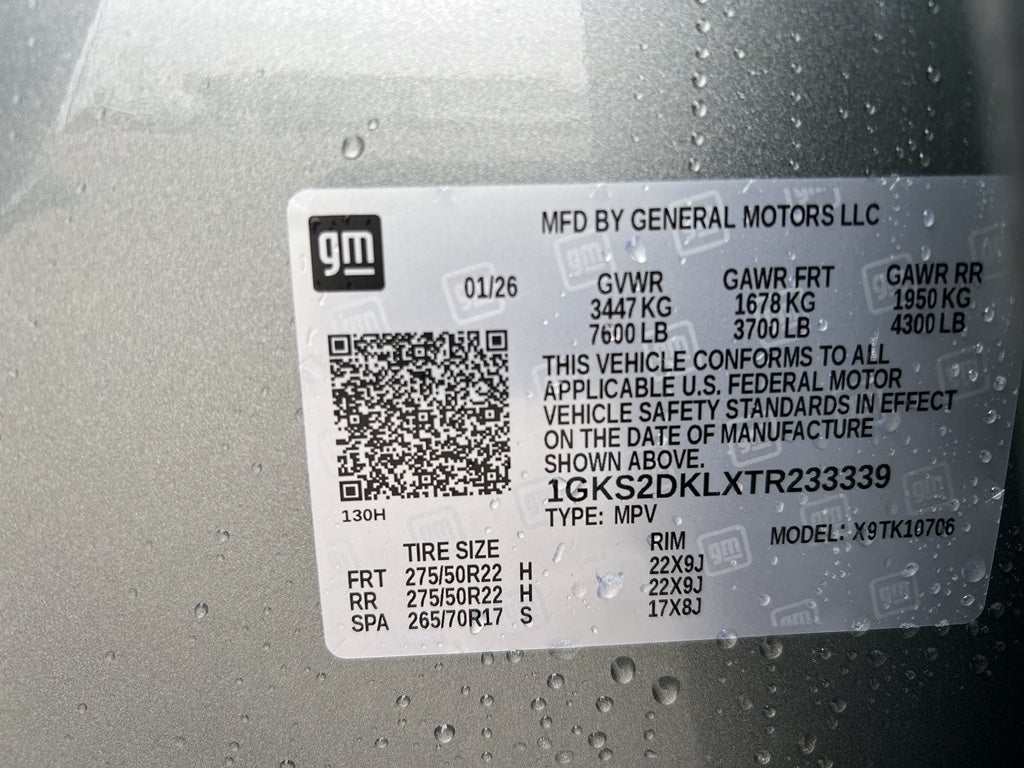 gm
MFD BY GENERAL MOTORS LLC
01/26
GVWR GAWR FRT GAWR RR
3447 KG 1678 KG 1950 KG
7600 LB 3700 LB 4300 LB
THIS VEHICLE CONFORMS TO ALL
APPLICABLE U.S. FEDERAL MOTOR
VEHICLE SAFETY STANDARDS IN EFFECT
ON THE DATE OF MANUFACTURE
SHOWN ABOVE.
1GKS2DKLXTR233339
130H
TYPE: MPV
MODEL: X9TK10706
TIRE SIZE RIM
FRT 275/50R22 H 22X9J
RR 275/50R22 H 22X9J
SPA 265/70R17 S 17X8J